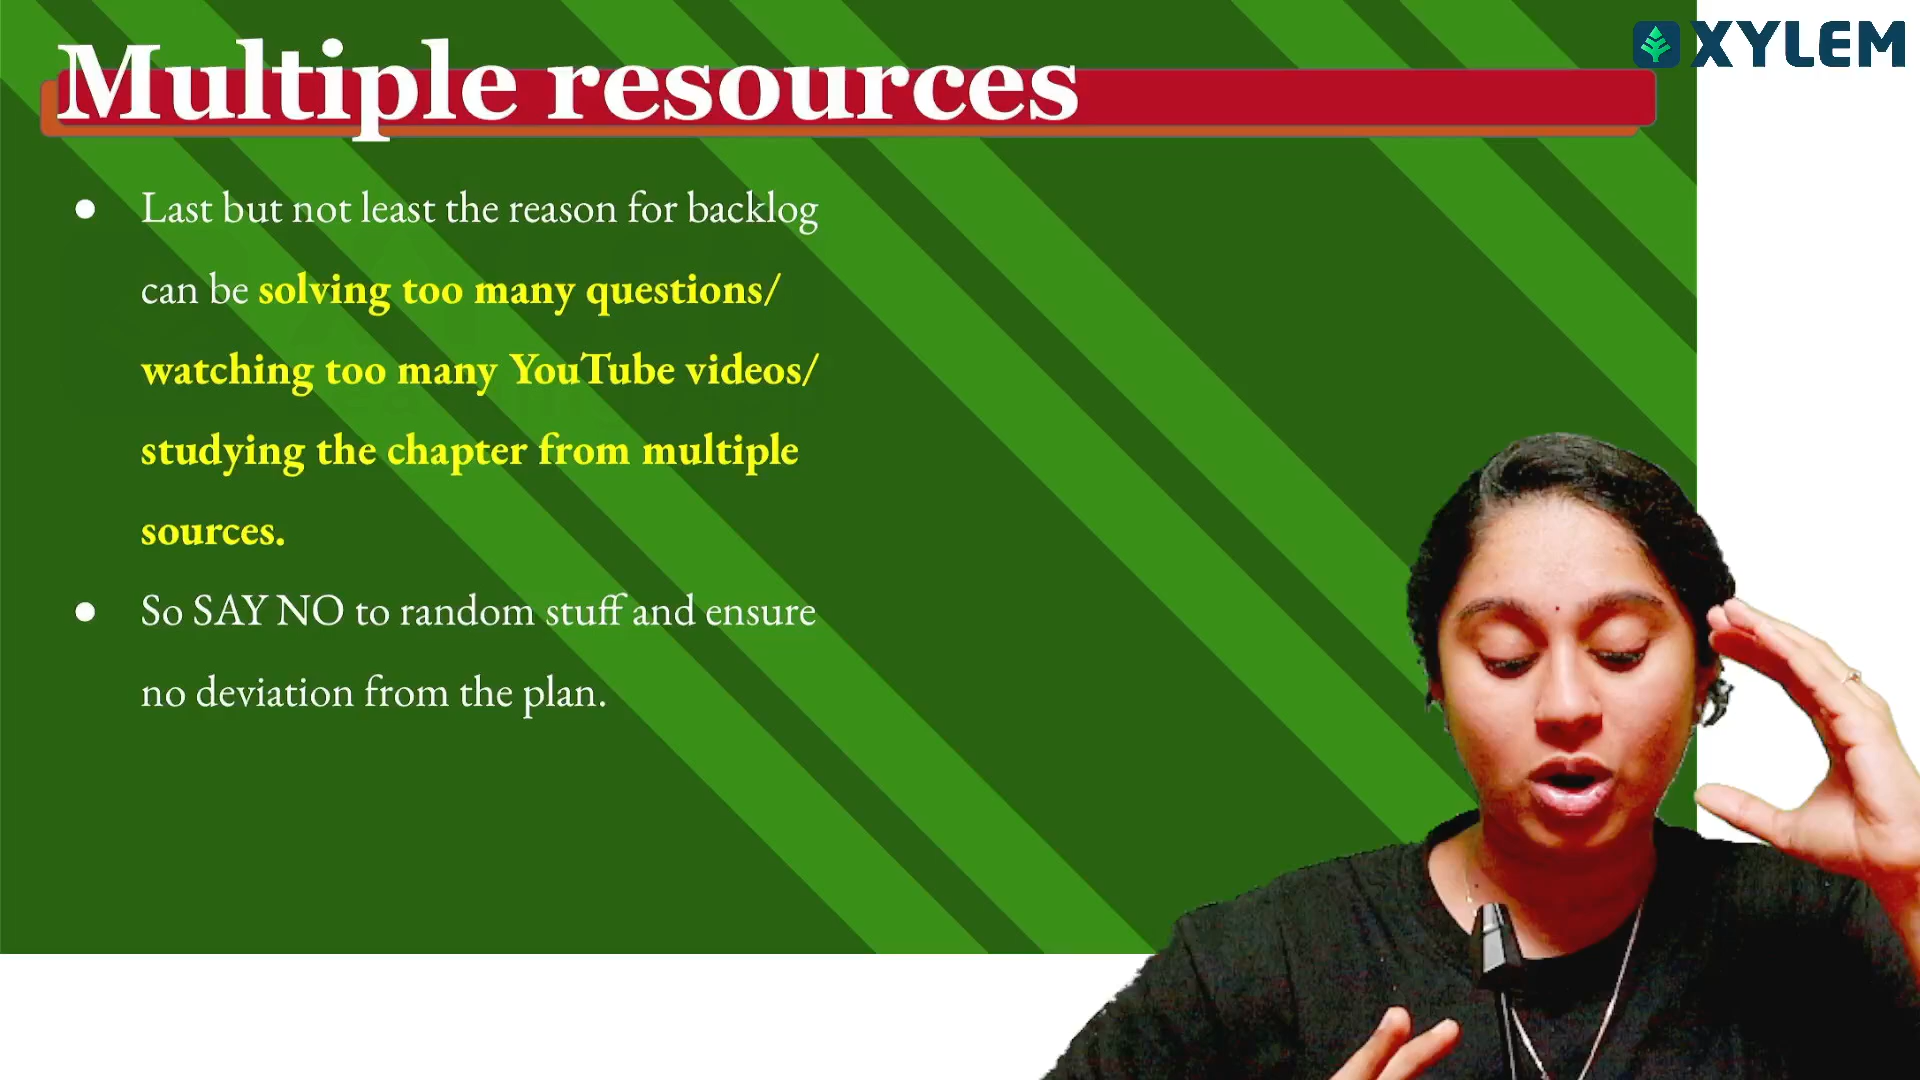 XYLEM
Multiple resources
● Last but not least the reason for backlog
can be solving too many questions/
watching too many YouTube videos/
studying the chapter from multiple
sources.
● So SAY NO to random stuff and ensure
no deviation from the plan.